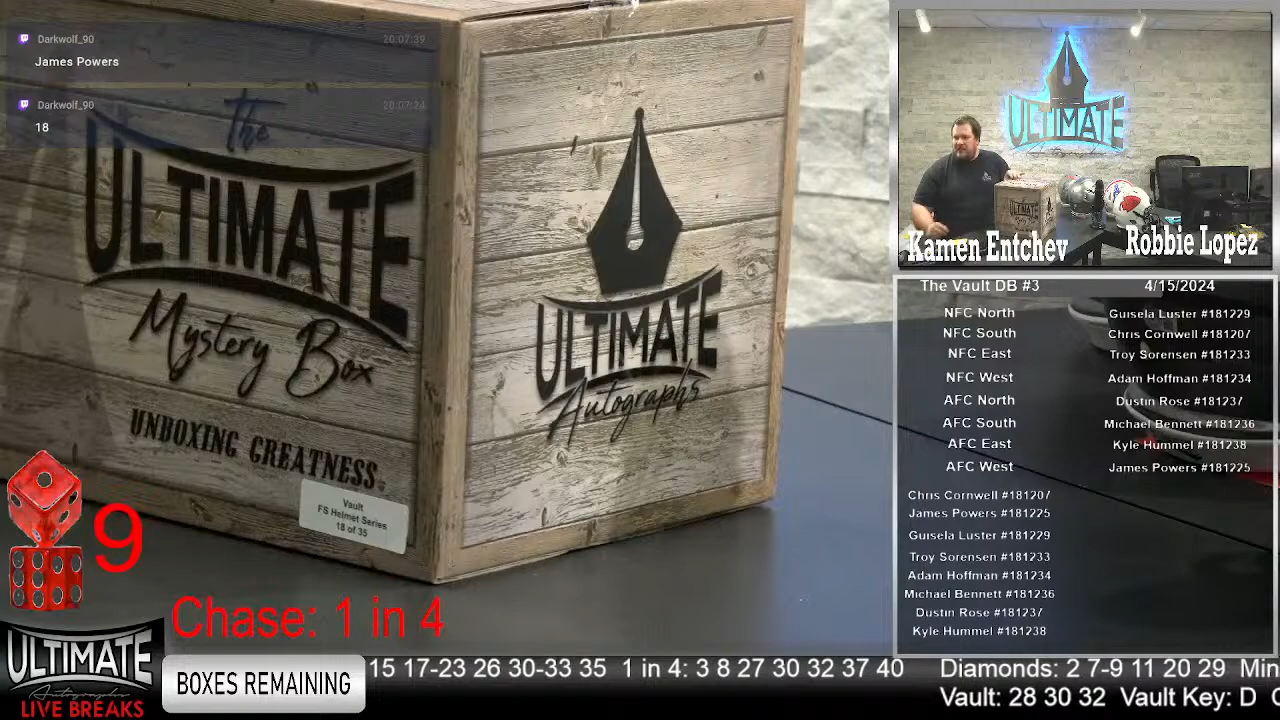 Darkwolf_90 20:07:39
James Powers
Darkwolf_90 20:07:24
18
the
ULTIMATE
Mystery Box
UNBOXING GREATNESS
Vault
FS Helmet Series
18 of 35
ULTIMATE
Autographs
9
Chase: 1 in 4
ULTIMATE
Autographs
LIVE BREAKS
BOXES REMAINING
15 17-23 26 30-33 35 1 in 4: 3 8 27 30 32 37 40 Diamonds: 2 7-9 11 20 29 Min
Vault: 28 30 32 Vault Key: D
ULTIMATE
ULTIMATE
Kamen Entchev
Robbie Lopez
The Vault DB #3 4/15/2024
NFC North Guisela Luster #181229
NFC South Chris Cornwell #181207
NFC East Troy Sorensen #181233
NFC West Adam Hoffman #181234
AFC North Dustin Rose #181237
AFC South Michael Bennett #181236
AFC East Kyle Hummel #181238
AFC West James Powers #181225
Chris Cornwell #181207
James Powers #181225
Guisela Luster #181229
Troy Sorensen #181233
Adam Hoffman #181234
Michael Bennett #181236
Dustin Rose #181237
Kyle Hummel #181238